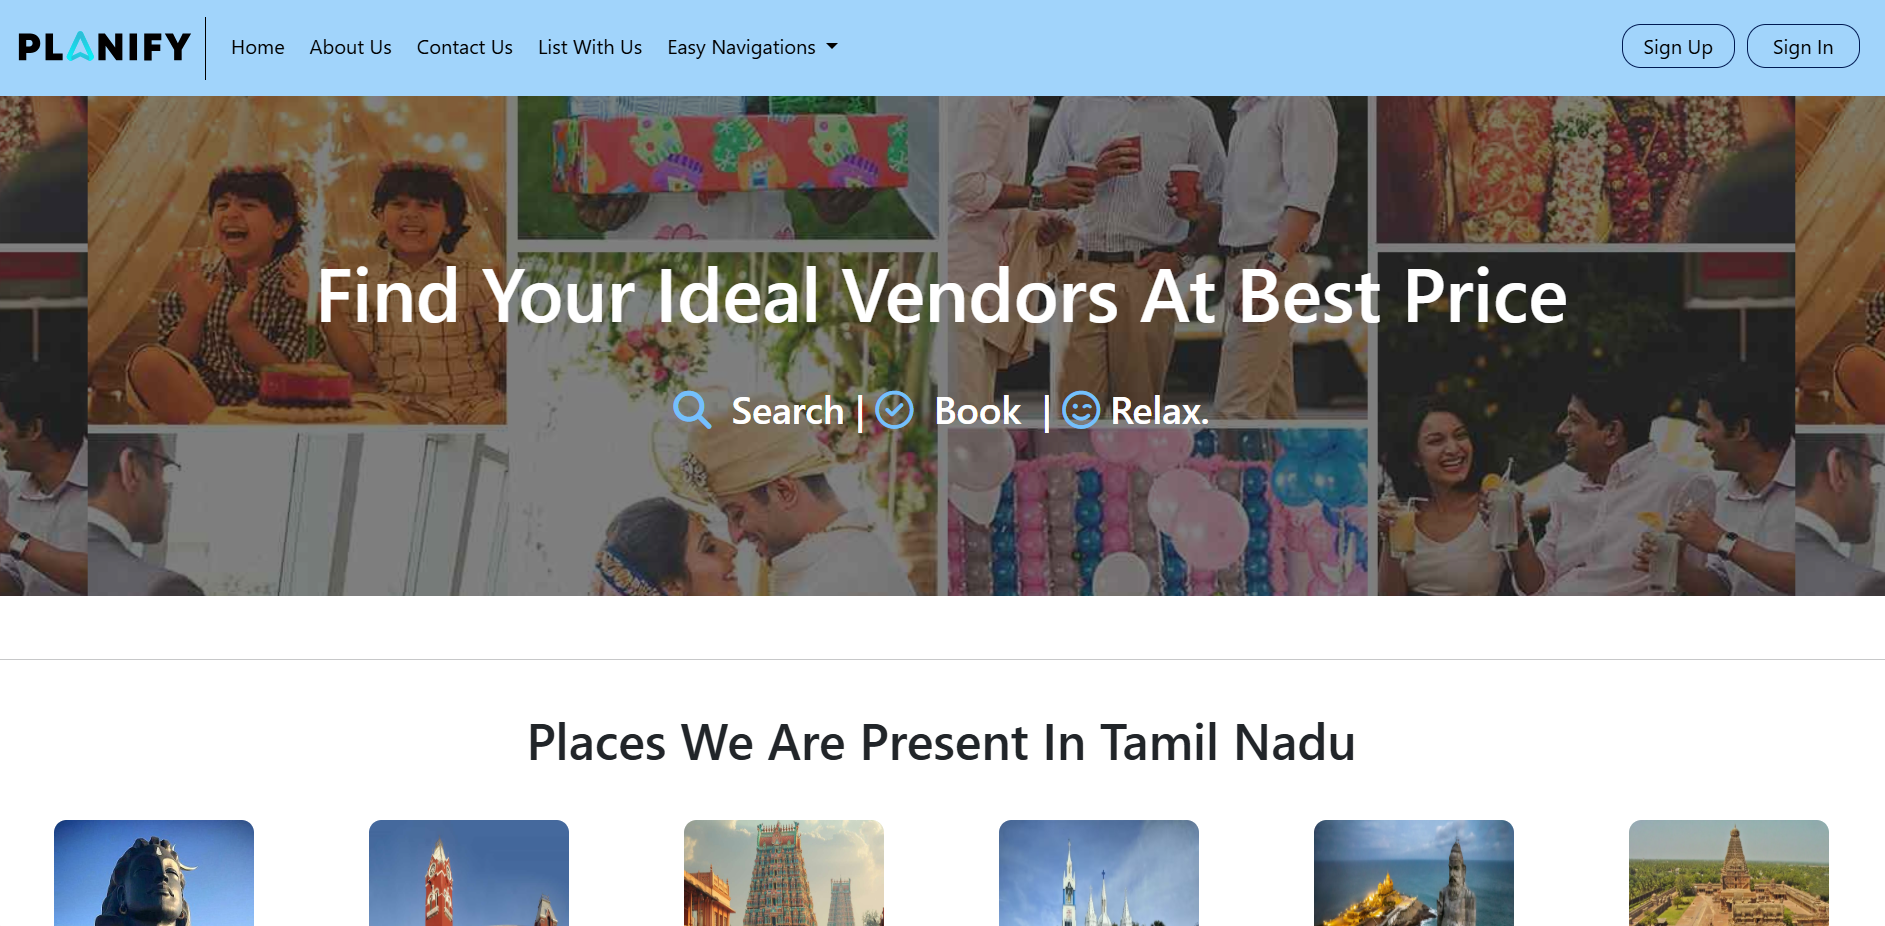 PLANIFY
Home About Us Contact Us List With Us Easy Navigations
Sign Up Sign In
Find Your Ideal Vendors At Best Price
Search | Book | Relax.
Places We Are Present In Tamil Nadu